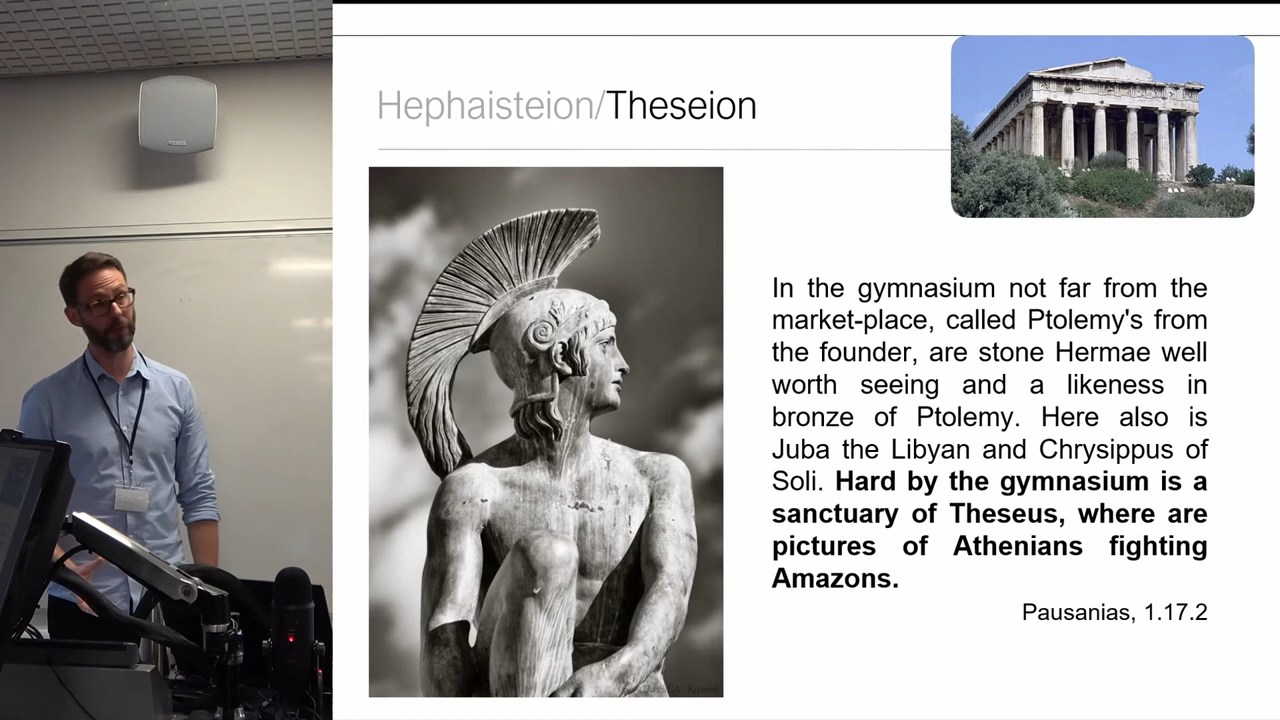 Hephaisteion/Theseion
In the gymnasium not far from the
market-place, called Ptolemy's from
the founder, are stone Hermae well
worth seeing and a likeness in
bronze of Ptolemy. Here also is
Juba the Libyan and Chrysippus of
Soli. Hard by the gymnasium is a
sanctuary of Theseus, where are
pictures of Athenians fighting
Amazons.
Pausanias, 1.17.2